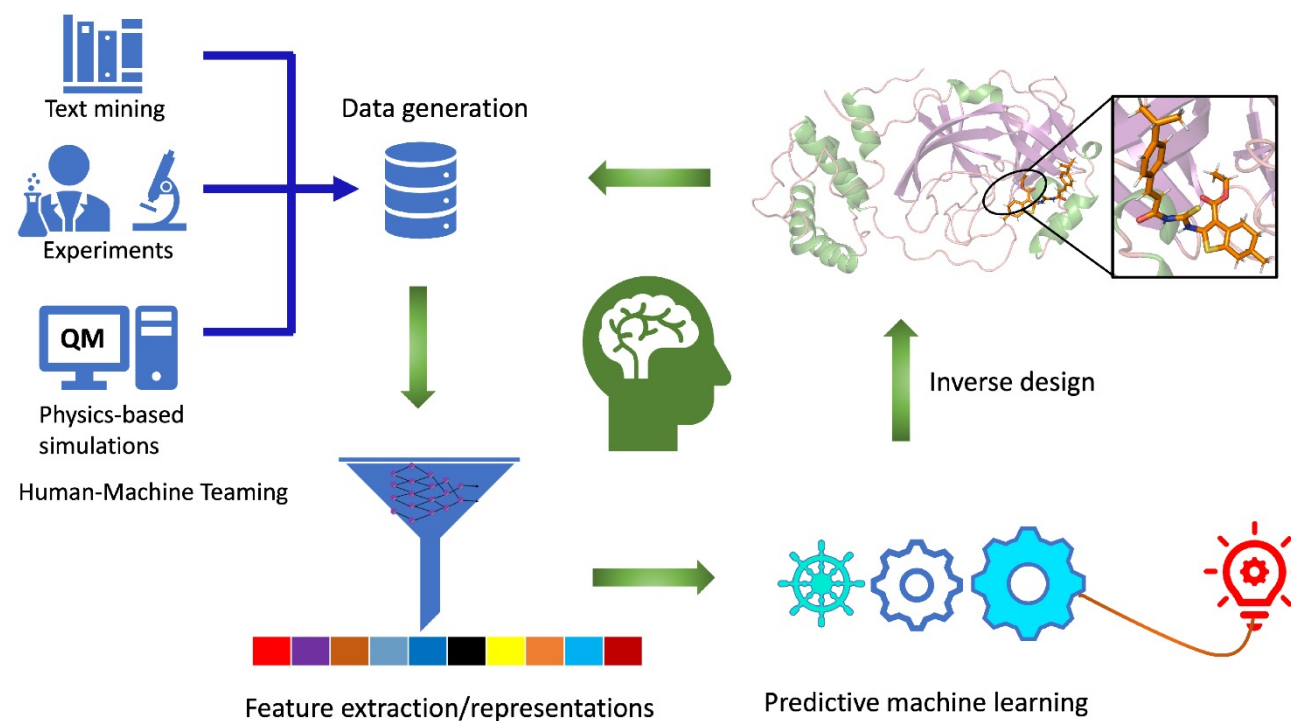 Text mining
Data generation
Experiments
QM
Physics-based
simulations
Human-Machine Teaming
Inverse design
Feature extraction/representations
Predictive machine learning